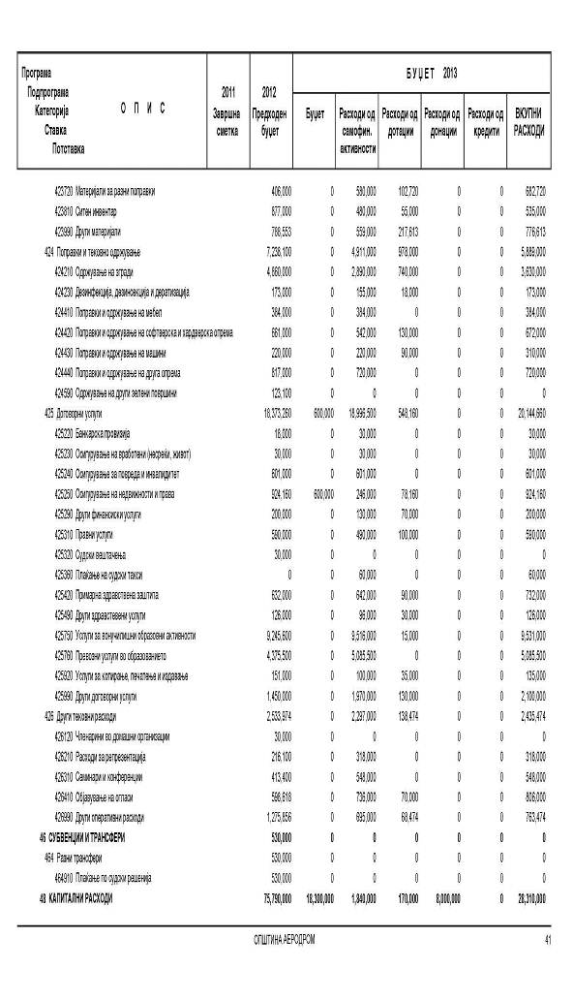 Програма
Подпрограма
Категорија
Ставка
Потставка
О П И С
2011 Завршна сметка
2012 Предходен буџет
БУЏЕТ 2013
Буџет
Расходи од самофин. активности
Расходи од дотации
Расходи од донации
Расходи од кредити
ВКУПНИ РАСХОДИ
423720 Материјали за разни поправки 406,000 0 580,000 102,720 0 0 682,720
423810 Ситен инвентар 877,000 0 480,000 55,000 0 0 535,000
423990 Други материјали 788,553 0 559,000 217,613 0 0 776,613
424 Поправки и тековно одржување 7,238,100 0 4,911,000 978,000 0 0 5,889,000
424210 Одржување на згради 4,860,000 0 2,890,000 740,000 0 0 3,630,000
424230 Дезинфекција, дезинсекција и дератизација 173,000 0 155,000 18,000 0 0 173,000
424410 Поправки и одржување на мебел 384,000 0 384,000 0 0 0 384,000
424420 Поправки и одржување на софтверска и хардверска опрема 661,000 0 542,000 130,000 0 0 672,000
424430 Поправки и одржување на машини 220,000 0 220,000 90,000 0 0 310,000
424440 Поправки и одржување на друга опрема 817,000 0 720,000 0 0 0 720,000
424590 Одржување на други зелени површини 123,100 0 0 0 0 0 0
425 Договорни услуги 18,373,260 600,000 18,996,500 548,160 0 0 20,144,660
425220 Банкарска провизија 18,000 0 30,000 0 0 0 30,000
425230 Осигурување на вработени (несреќи, живот) 30,000 0 30,000 0 0 0 30,000
425240 Осигурување за повреда и инвалидитет 601,000 0 601,000 0 0 0 601,000
425250 Осигурување на недвижности и права 924,160 600,000 246,000 78,160 0 0 924,160
425290 Други финансиски услуги 200,000 0 130,000 70,000 0 0 200,000
425310 Правни услуги 590,000 0 490,000 100,000 0 0 590,000
425320 Судски вештачења 30,000 0 0 0 0 0 0
425360 Плаќање на судски такси 0 0 60,000 0 0 0 60,000
425420 Примарна здравствена заштита 632,000 0 642,000 90,000 0 0 732,000
425490 Други здравствени услуги 126,000 0 96,000 30,000 0 0 126,000
425750 Услуги за вонучилишни образовни активности 9,245,600 0 9,516,000 15,000 0 0 9,531,000
425760 Превозни услуги во образованието 4,375,500 0 5,085,500 0 0 0 5,085,500
425920 Услуги за копирање, печатење и издавање 151,000 0 100,000 35,000 0 0 135,000
425990 Други договорни услуги 1,450,000 0 1,970,000 130,000 0 0 2,100,000
426 Други тековни расходи 2,533,974 0 2,297,000 138,474 0 0 2,435,474
426120 Членарини во домашни организации 30,000 0 0 0 0 0 0
426210 Расходи за репрезентација 216,100 0 318,000 0 0 0 318,000
426310 Семинари и конференции 413,400 0 548,000 0 0 0 548,000
426410 Објавување на огласи 598,618 0 736,000 70,000 0 0 806,000
426990 Други оперативни расходи 1,275,856 0 695,000 68,474 0 0 763,474
46 СУБВЕНЦИИ И ТРАНСФЕРИ 530,000 0 0 0 0 0 0
464 Разни трансфери 530,000 0 0 0 0 0 0
464910 Плаќање по судски решенија 530,000 0 0 0 0 0 0
48 КАПИТАЛНИ РАСХОДИ 75,790,000 18,300,000 1,840,000 170,000 8,000,000 0 28,310,000
ОПШТИНА АЕРОДРОМ 41